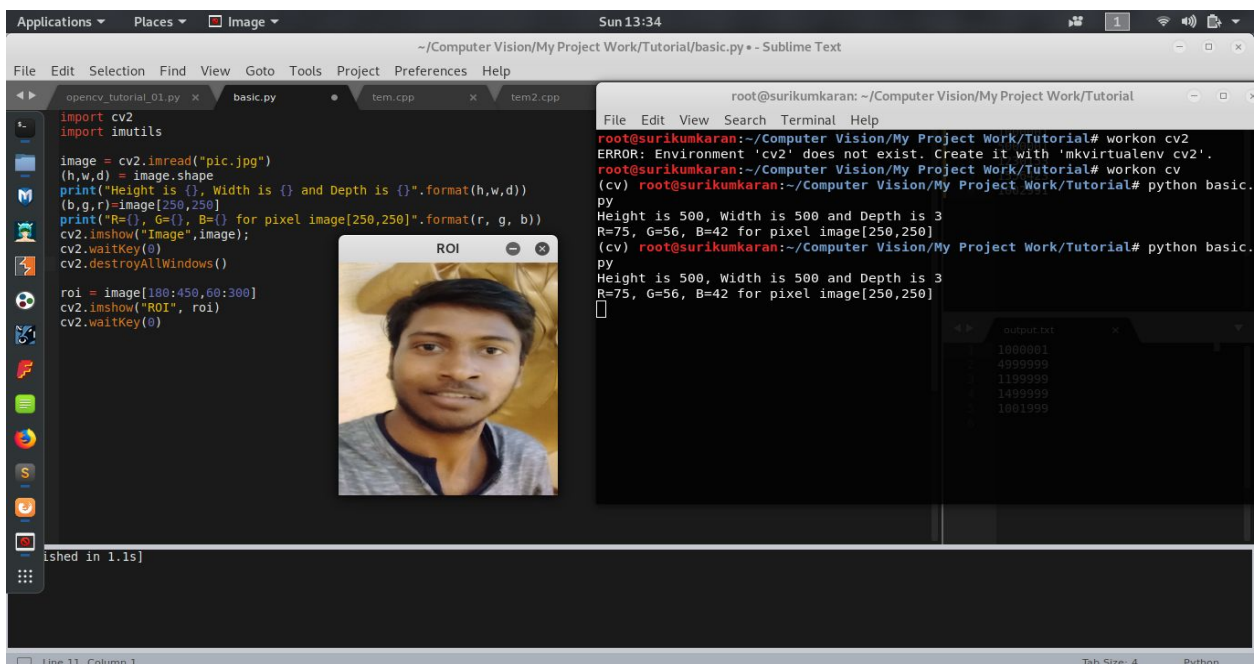 Applications Places Image Sun 13:34 1
~/Computer Vision/My Project Work/Tutorial/basic.py • - Sublime Text
File Edit Selection Find View Goto Tools Project Preferences Help
opencv_tutorial_01.py × basic.py • tem.cpp × tem2.cpp
import cv2
import imutils
image = cv2.imread("pic.jpg")
(h,w,d) = image.shape
print("Height is {}, Width is {} and Depth is {}".format(h,w,d))
(b,g,r)=image[250,250]
print("R={}, G={}, B={} for pixel image[250,250]".format(r, g, b))
cv2.imshow("Image",image);
cv2.waitKey(0)
cv2.destroyAllWindows()
roi = image[180:450,60:300]
cv2.imshow("ROI", roi)
cv2.waitKey(0)
ROI
root@surikumkaran: ~/Computer Vision/My Project Work/Tutorial
File Edit View Search Terminal Help
root@surikumkaran:~/Computer Vision/My Project Work/Tutorial# workon cv2
ERROR: Environment 'cv2' does not exist. Create it with 'mkvirtualenv cv2'.
root@surikumkaran:~/Computer Vision/My Project Work/Tutorial# workon cv
(cv) root@surikumkaran:~/Computer Vision/My Project Work/Tutorial# python basic.
py
Height is 500, Width is 500 and Depth is 3
R=75, G=56, B=42 for pixel image[250,250]
(cv) root@surikumkaran:~/Computer Vision/My Project Work/Tutorial# python basic.
py
Height is 500, Width is 500 and Depth is 3
R=75, G=56, B=42 for pixel image[250,250]
output.txt ×
1000001
4999999
1199999
1499999
1001999
ished in 1.1s]
Line 11, Column 1 Tab Size: 4 Python